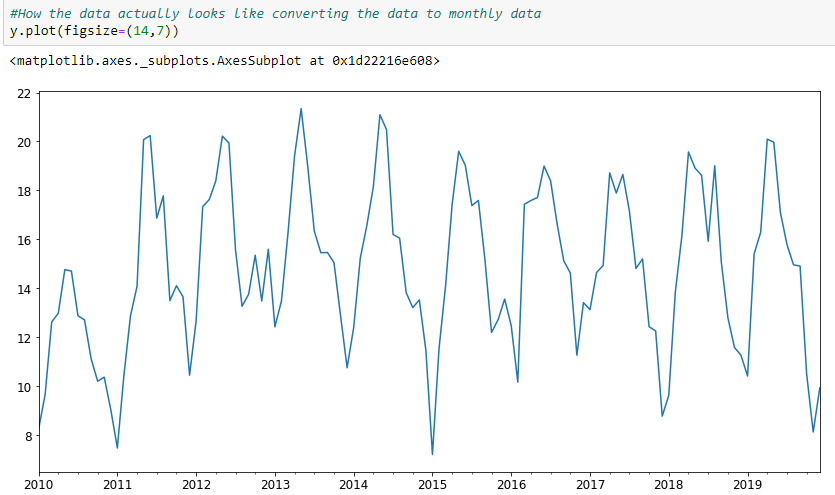 #How the data actually looks like converting the data to monthly data
y.plot(figsize=(14,7))
<matplotlib.axes._subplots.AxesSubplot at 0x1d22216e608>
22
20
18
16
14
12
10
8
2010 2011 2012 2013 2014 2015 2016 2017 2018 2019